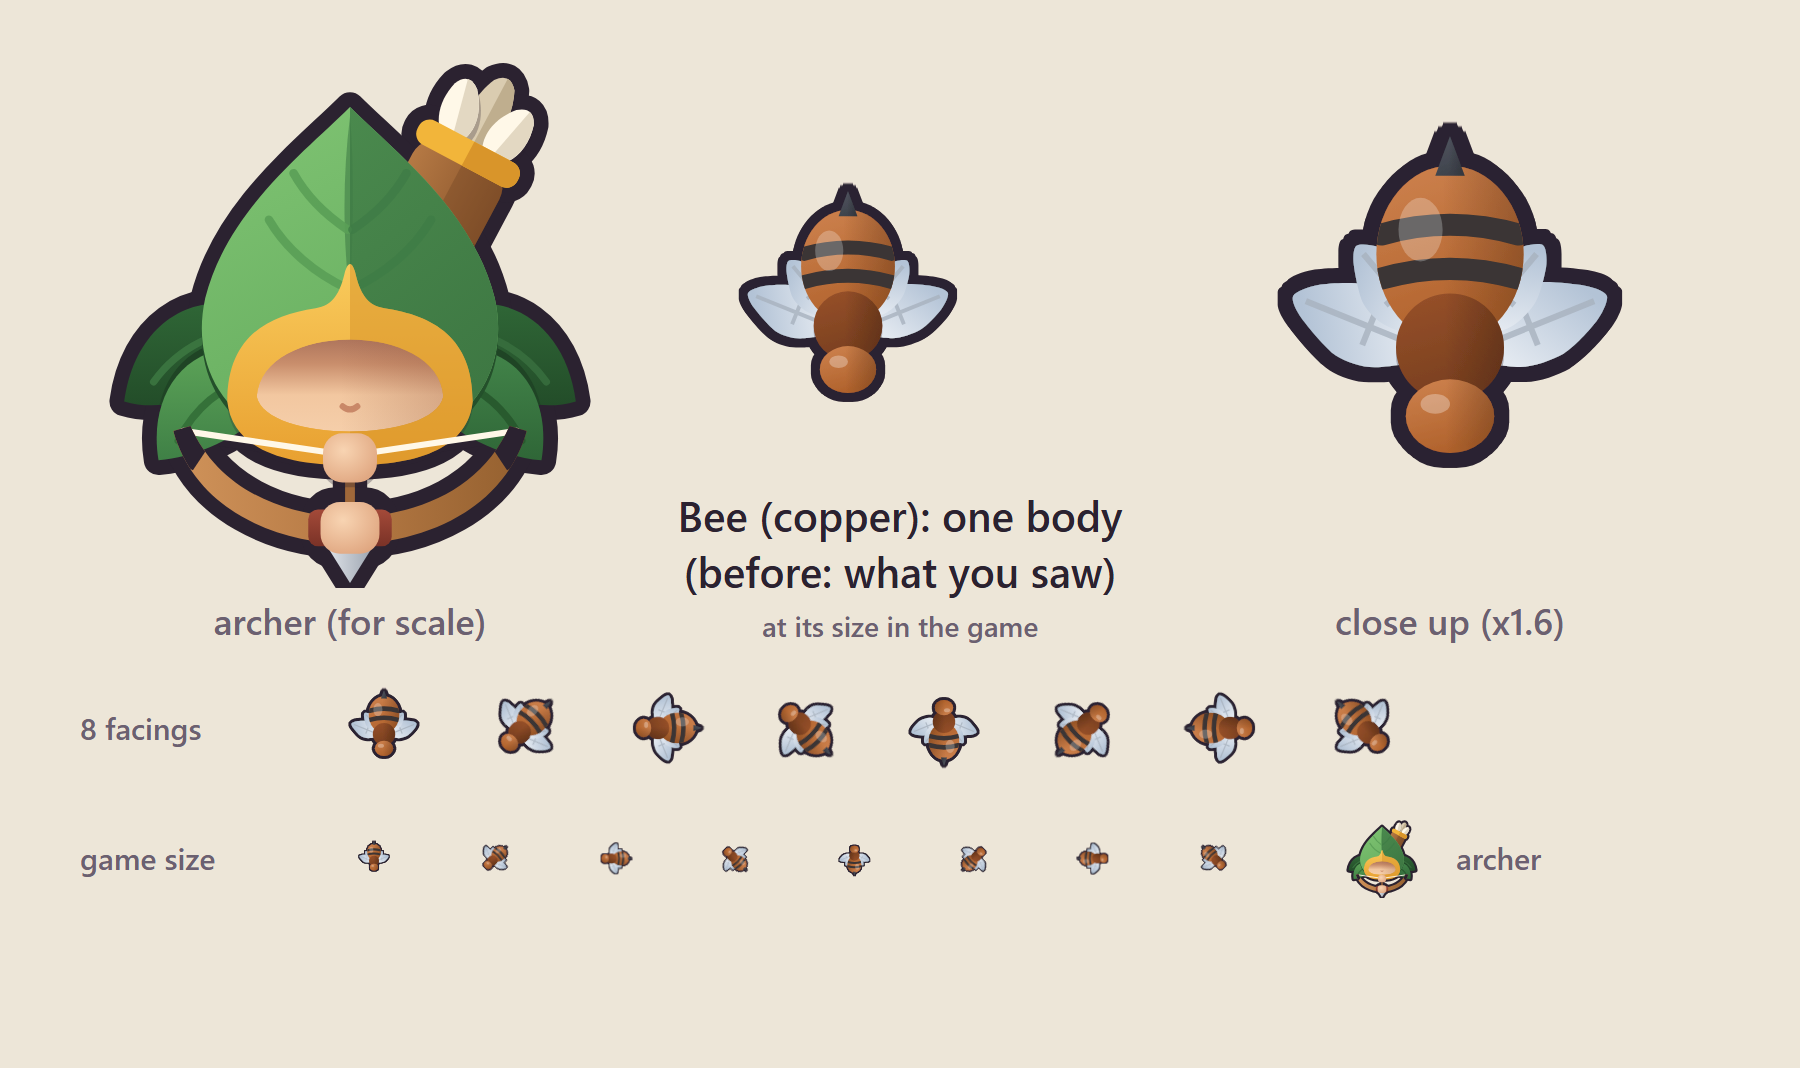 Bee (copper): one body
(before: what you saw)
archer (for scale)
at its size in the game
close up (x1.6)
8 facings
game size
archer